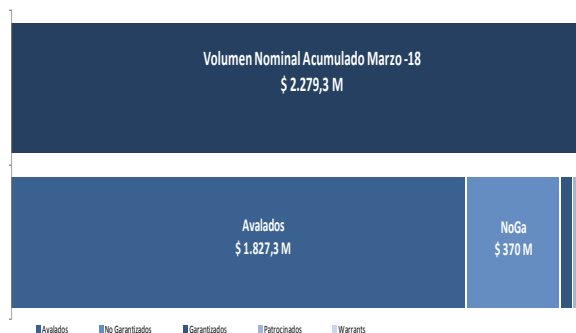 Volumen Nominal Acumulado Marzo -18
$ 2.279,3 M
Avalados
$ 1.827,3 M
NoGa
$ 370 M
Avalados No Garantizados Garantizados Patrocinados Warrants